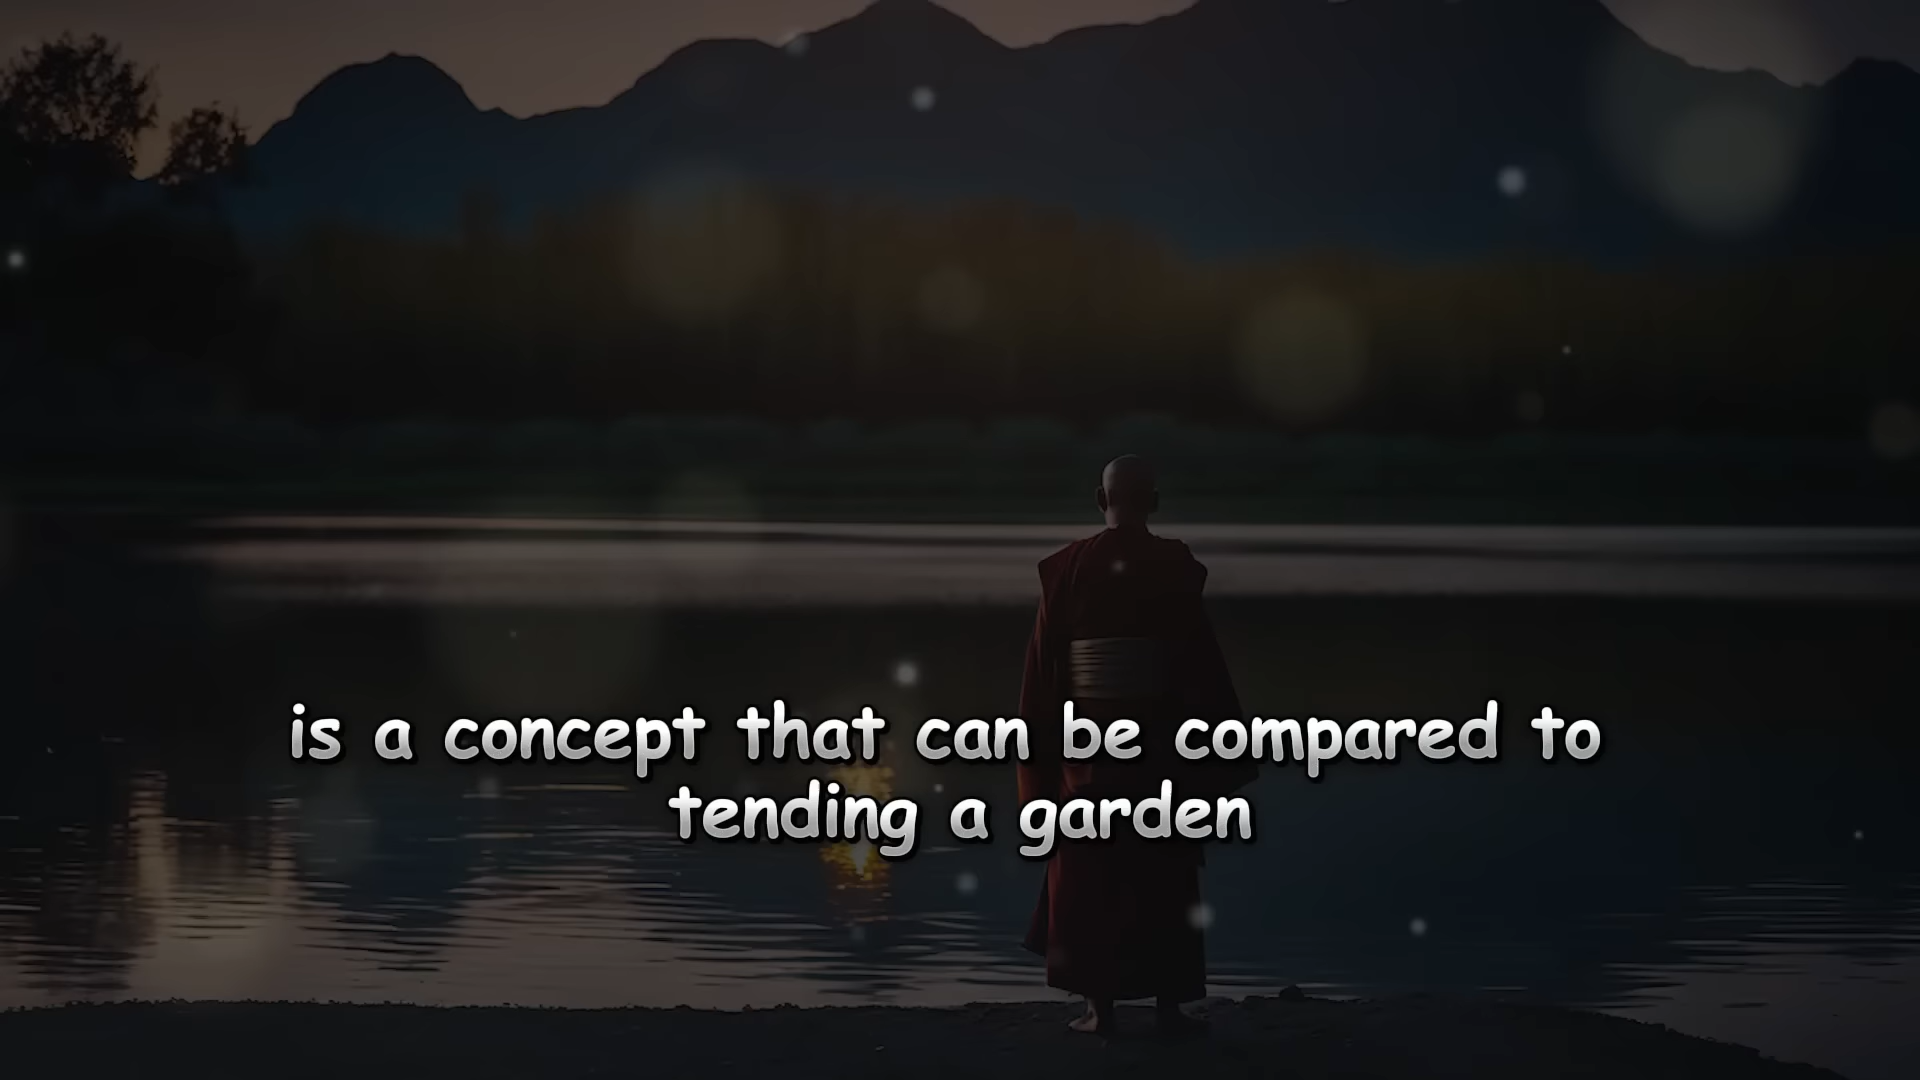 is a concept that can be compared to
tending a garden